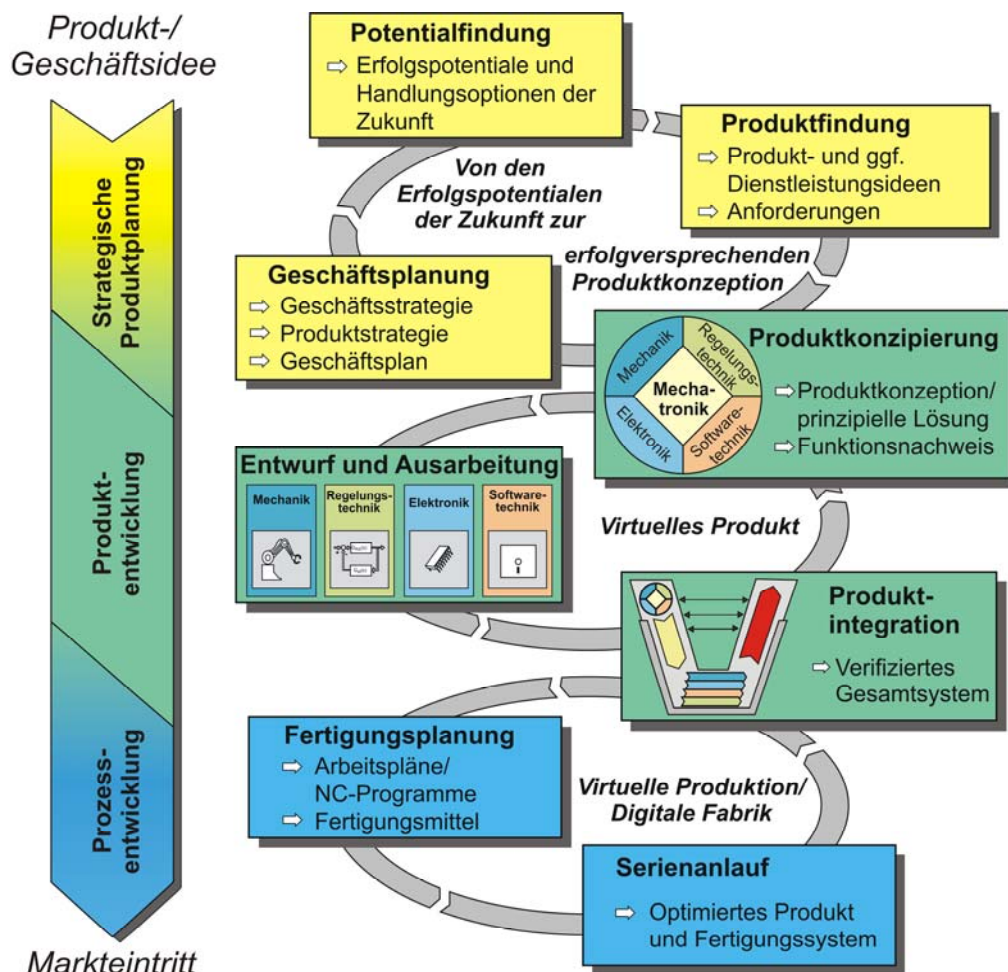 Produkt-/
Geschäftsidee
Strategische
Produktplanung
Produkt-
entwicklung
Prozess-
entwicklung
Markteintritt
Potentialfindung
Erfolgspotentiale und
Handlungsoptionen der
Zukunft
Produktfindung
Produkt- und ggf.
Dienstleistungsideen
Anforderungen
Von den
Erfolgspotentialen
der Zukunft zur
erfolgversprechenden
Produktkonzeption
Geschäftsplanung
Geschäftsstrategie
Produktstrategie
Geschäftsplan
Produktkonzipierung
Mechanik
Regelungs-
technik
Mecha-
tronik
Elektronik
Software-
technik
Produktkonzeption/
prinzipielle Lösung
Funktionsnachweis
Entwurf und Ausarbeitung
Mechanik
Regelungs-
technik
Elektronik
Software-
technik
Virtuelles Produkt
Produkt-
integration
Verifiziertes
Gesamtsystem
Fertigungsplanung
Arbeitspläne/
NC-Programme
Fertigungsmittel
Virtuelle Produktion/
Digitale Fabrik
Serienanlauf
Optimiertes Produkt
und Fertigungssystem